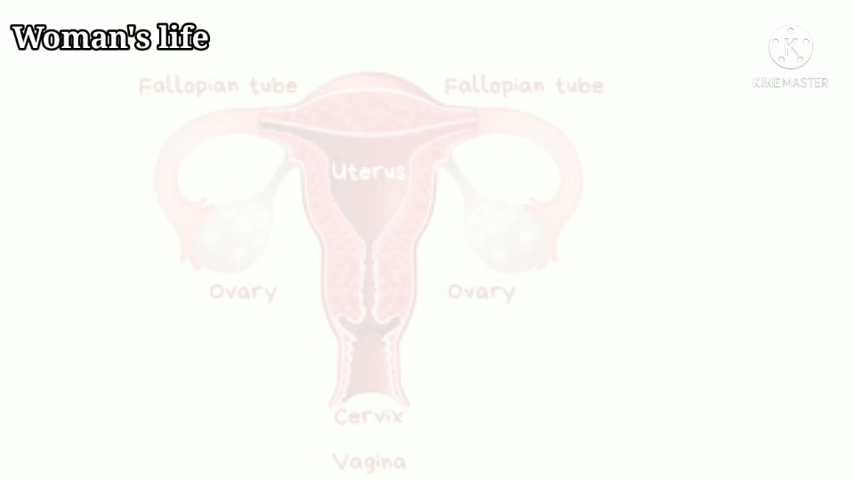 Woman's life
KINEMASTER
Fallopian tube
Fallopian tube
Uterus
Ovary
Ovary
Cervix
Vagina